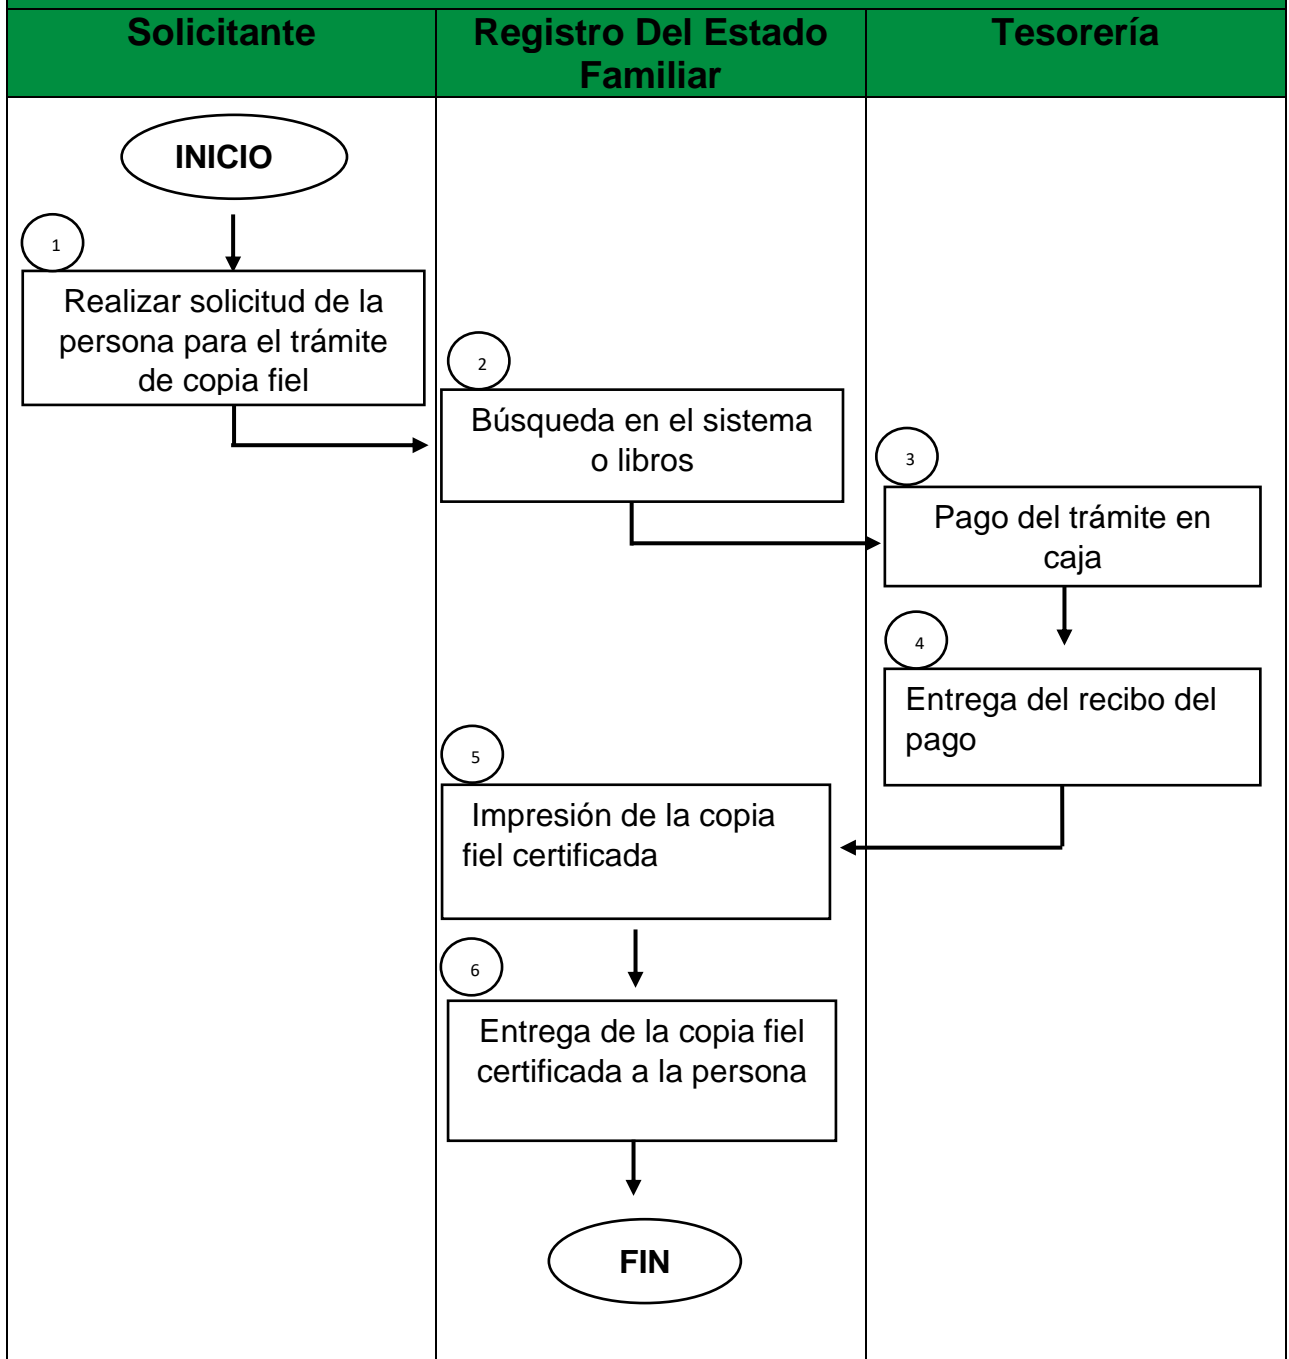 Solicitante
Registro Del Estado
Familiar
Tesorería
INICIO
1
Realizar solicitud de la
persona para el trámite
de copia fiel
2
Búsqueda en el sistema
o libros
3
Pago del trámite en
caja
4
Entrega del recibo del
pago
5
Impresión de la copia
fiel certificada
6
Entrega de la copia fiel
certificada a la persona
FIN